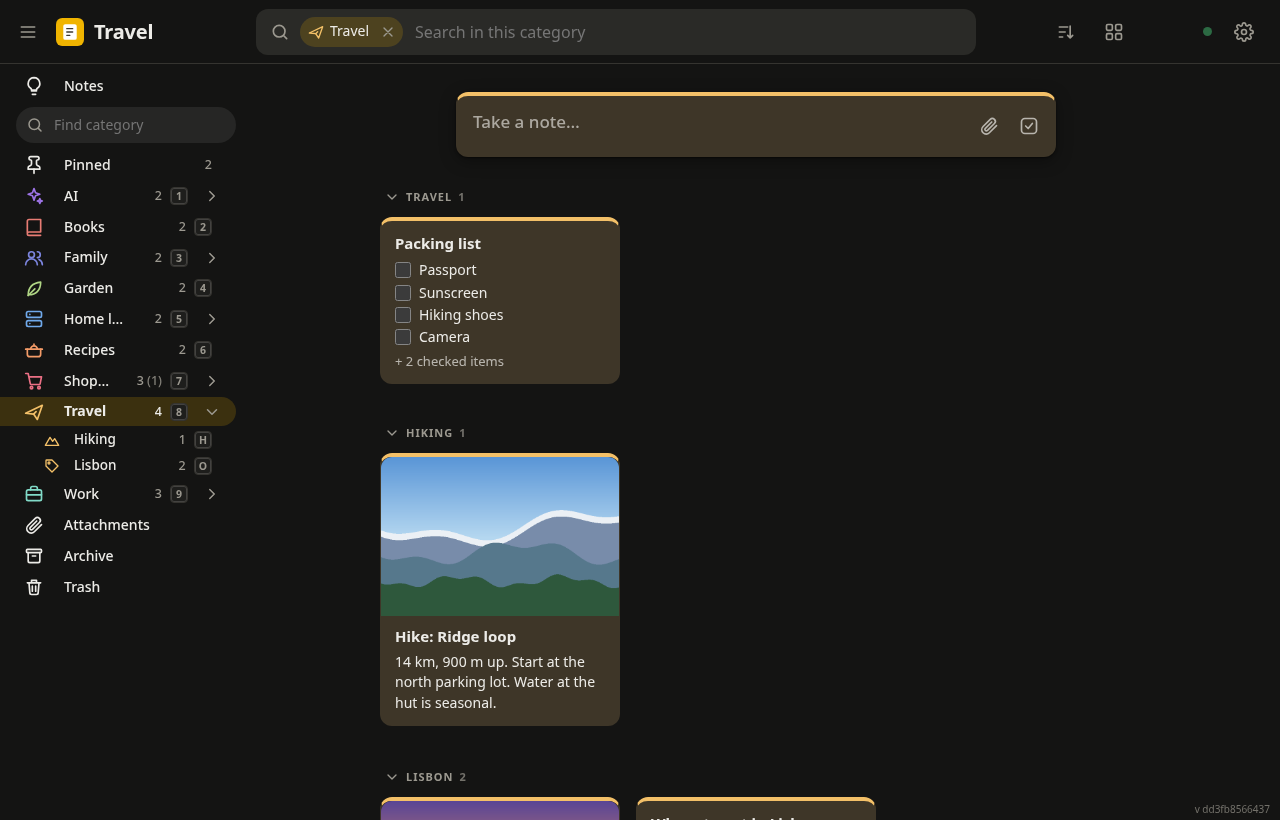 Travel
Travel
Search in this category
Notes
Find category
Pinned 2
AI 2 1
Books 2 2
Family 2 3
Garden 2 4
Home l... 2 5
Recipes 2 6
Shop... 3 (1) 7
Travel 4 8
Hiking 1 H
Lisbon 2 O
Work 3 9
Attachments
Archive
Trash
Take a note...
TRAVEL 1
Packing list
Passport
Sunscreen
Hiking shoes
Camera
+ 2 checked items
HIKING 1
Hike: Ridge loop
14 km, 900 m up. Start at the
north parking lot. Water at the
hut is seasonal.
LISBON 2
v dd3fb8566437